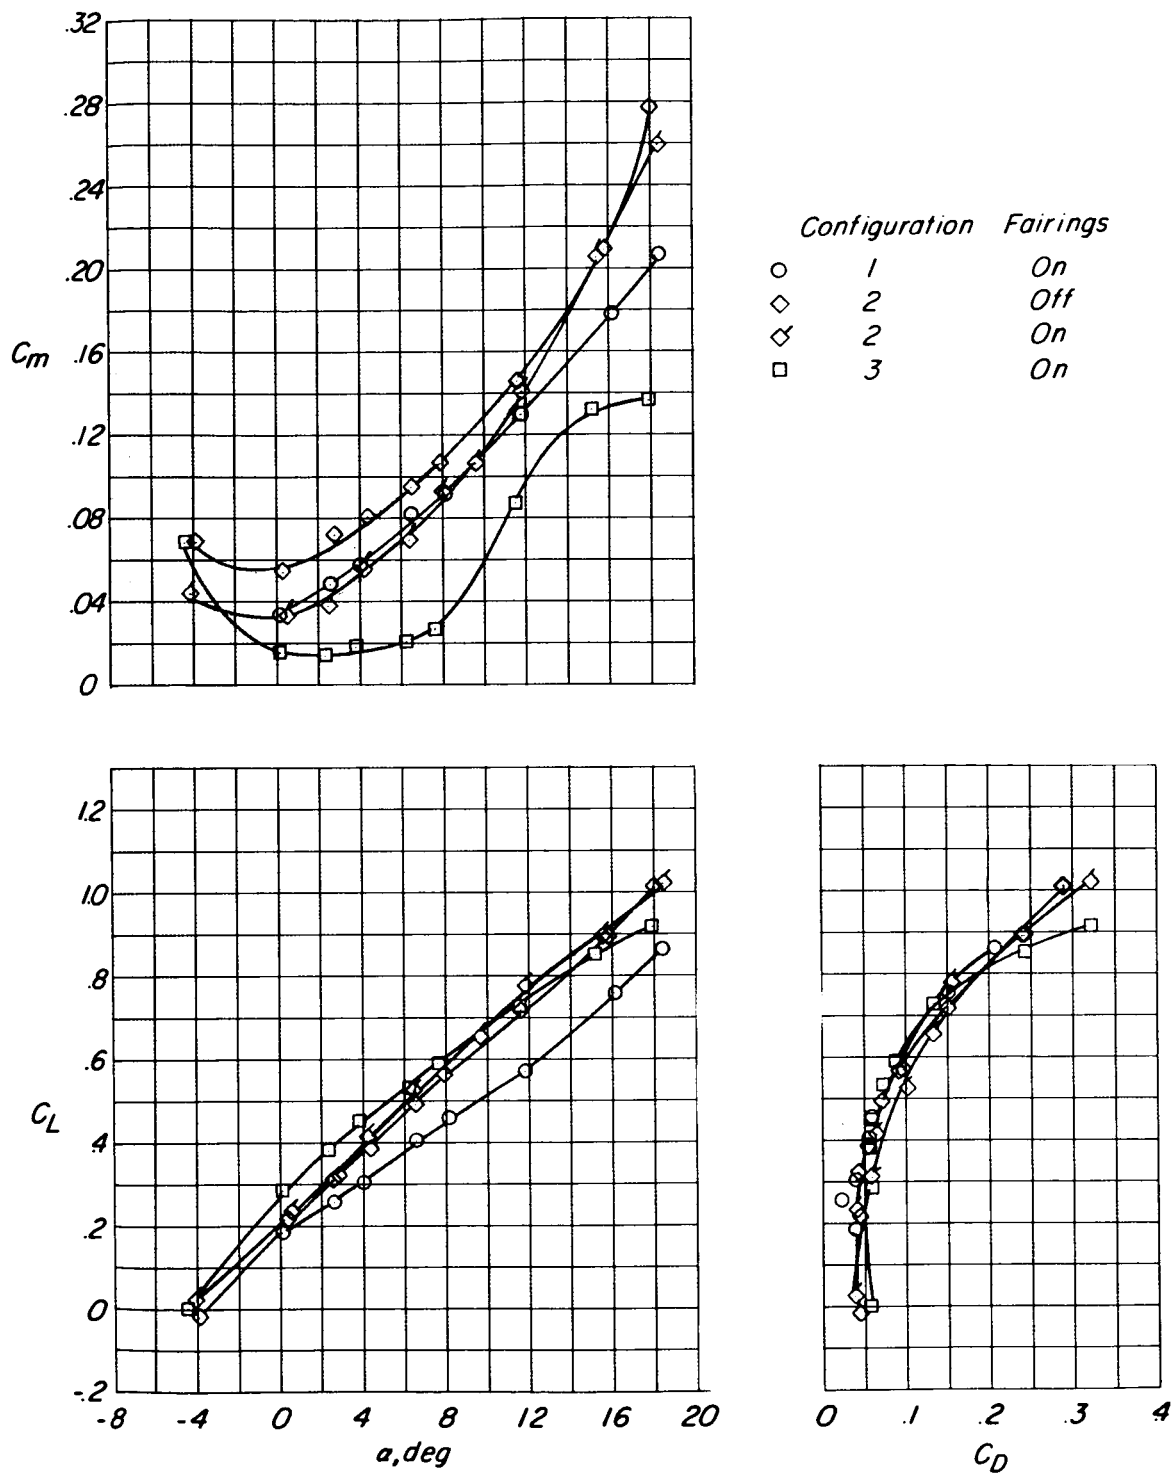 .32
.28
.24
.20
.16
.12
.08
.04
0
Cm
Configuration Fairings
1 On
2 Off
2 On
3 On
1.2
1.0
.8
.6
.4
.2
0
-.2
CL
-8 -4 0 4 8 12 16 20
α, deg
0 .1 .2 .3 .4
CD